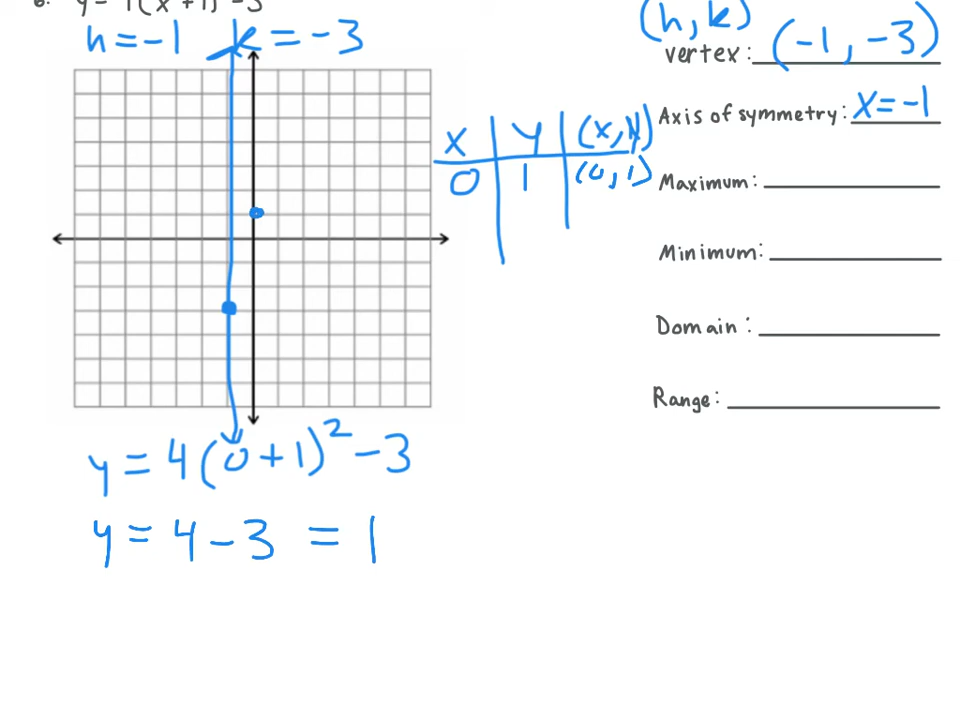 h = -1 k = -3
(h, k)
vertex: (-1, -3)
Axis of symmetry: x = -1
x y (x, y)
0 1 (0, 1)
Maximum:
Minimum:
Domain:
Range:
y = 4(0 + 1)² - 3
y = 4 - 3 = 1